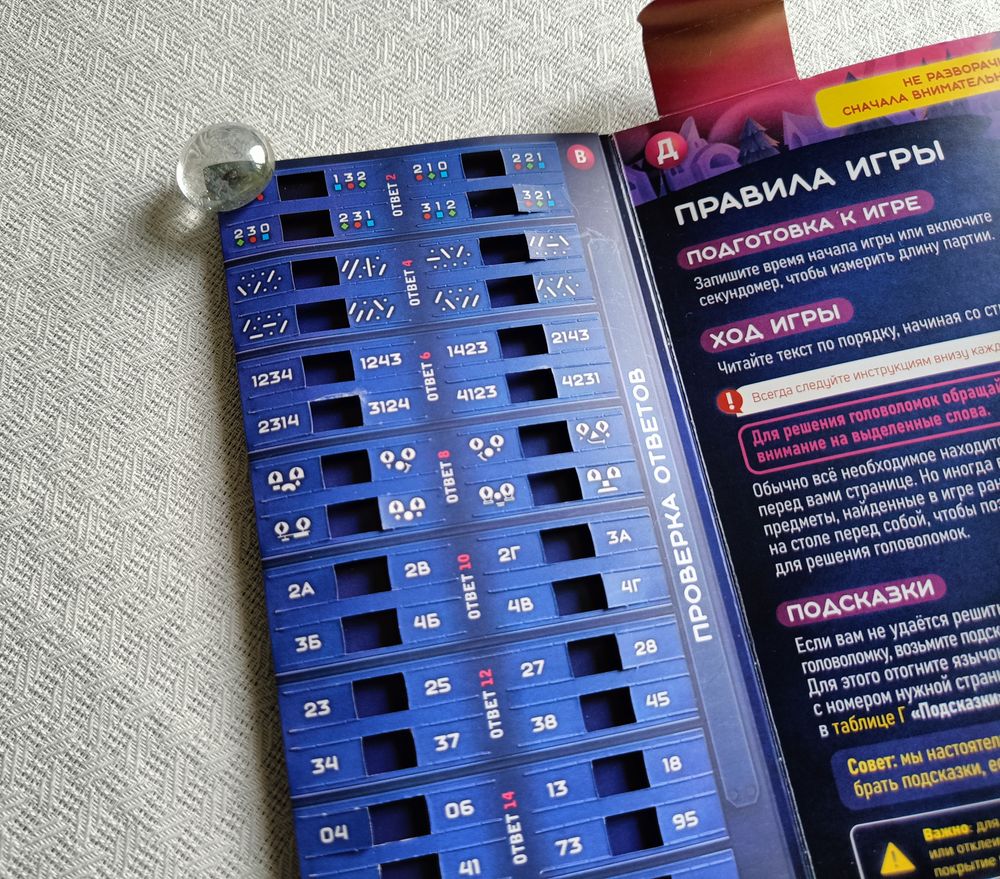 132
ОТВЕТ 2
210
221
В
230
231
312
321
ОТВЕТ 4
1234
1243
ОТВЕТ 6
1423
2143
2314
3124
4123
4231
ОТВЕТ 8
2А
2В
ОТВЕТ 10
2Г
3А
3Б
4Б
4В
4Г
23
25
ОТВЕТ 12
27
28
34
37
38
45
04
06
ОТВЕТ 14
13
18
41
73
95
ПРОВЕРКА ОТВЕТОВ
НЕ РАЗВОРАЧ
СНАЧАЛА ВНИМАТЕЛЬН
Д
ПРАВИЛА ИГРЫ
ПОДГОТОВКА К ИГРЕ
Запишите время начала игры или включите
секундомер, чтобы измерить длину партии.
ХОД ИГРЫ
Читайте текст по порядку, начиная со ст
! Всегда следуйте инструкциям внизу кажд
Для решения головоломок обращай
внимание на выделенные слова.
Обычно всё необходимое находит
перед вами странице. Но иногда
предметы, найденные в игре ран
на столе перед собой, чтобы по
для решения головоломок.
ПОДСКАЗКИ
Если вам не удаётся решить
головоломку, возьмите подс
Для этого отогните язычок
с номером нужной стран
в таблице Г «Подсказки
Совет: мы настоятел
брать подсказки, ес
Важно: для
или отклеи
покрытие